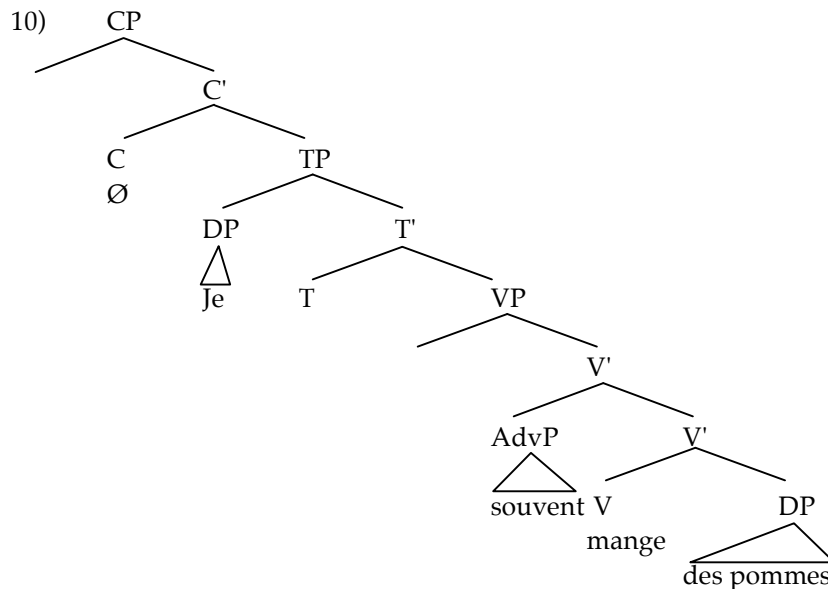 10) CP
C'
C TP
Ø
DP T'
Je T VP
V'
AdvP V'
souvent V DP
mange
des pommes